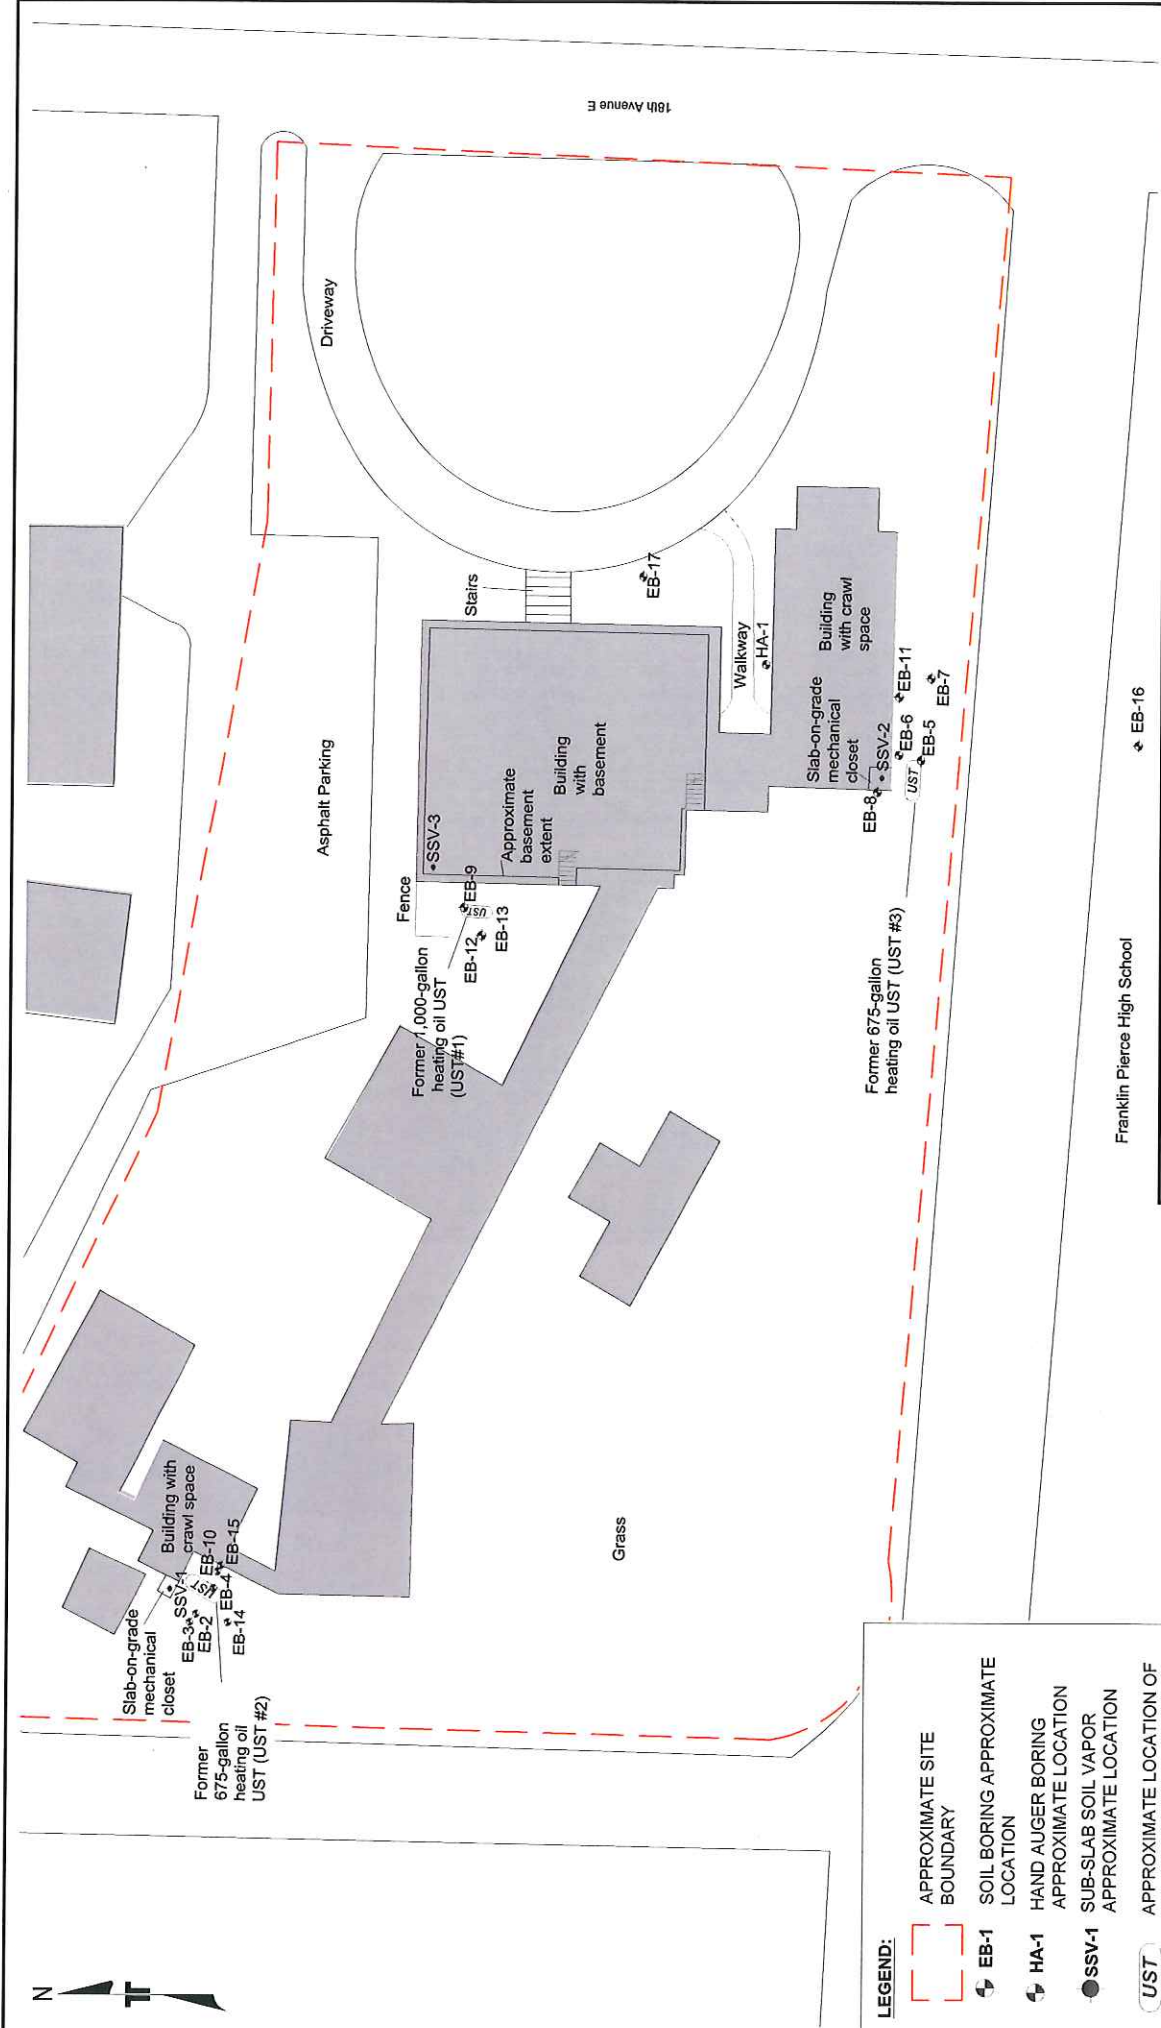 18th Avenue E
Driveway
Asphalt Parking
Stairs
EB-17
Walkway
HA-1
Building
with crawl
space
Slab-on-grade
mechanical
closet
SSV-2
EB-11
EB-7
EB-6
EB-5
EB-8
UST
EB-16
SSV-3
Approximate
basement
extent
Building
with
basement
Fence
EB-9
UST
EB-12
EB-13
Former 1,000-gallon
heating oil UST
(UST#1)
Former 675-gallon
heating oil UST (UST #3)
Franklin Pierce High School
Building with
crawl space
EB-10
EB-15
SSV-1
UST
EB-4
EB-3
EB-2
EB-14
Slab-on-grade
mechanical
closet
Former
675-gallon
heating oil
UST (UST #2)
Grass
N
LEGEND:
APPROXIMATE SITE
BOUNDARY
EB-1 SOIL BORING APPROXIMATE
LOCATION
HA-1 HAND AUGER BORING
APPROXIMATE LOCATION
SSV-1 SUB-SLAB SOIL VAPOR
APPROXIMATE LOCATION
UST APPROXIMATE LOCATION OF